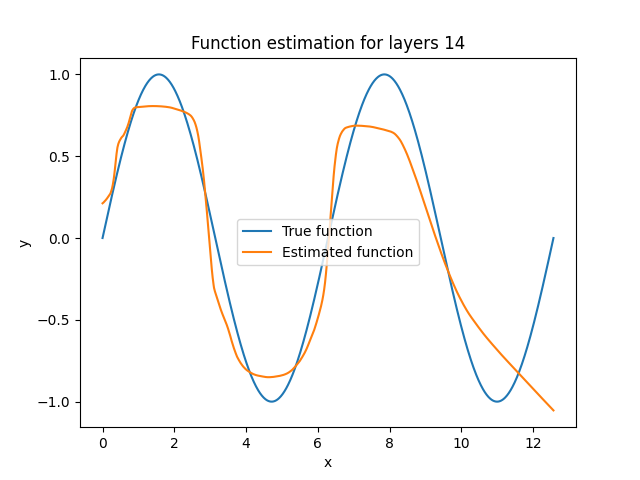 Function estimation for layers 14
1.0
0.5
0.0
−0.5
−1.0
y
True function
Estimated function
0 2 4 6 8 10 12
x